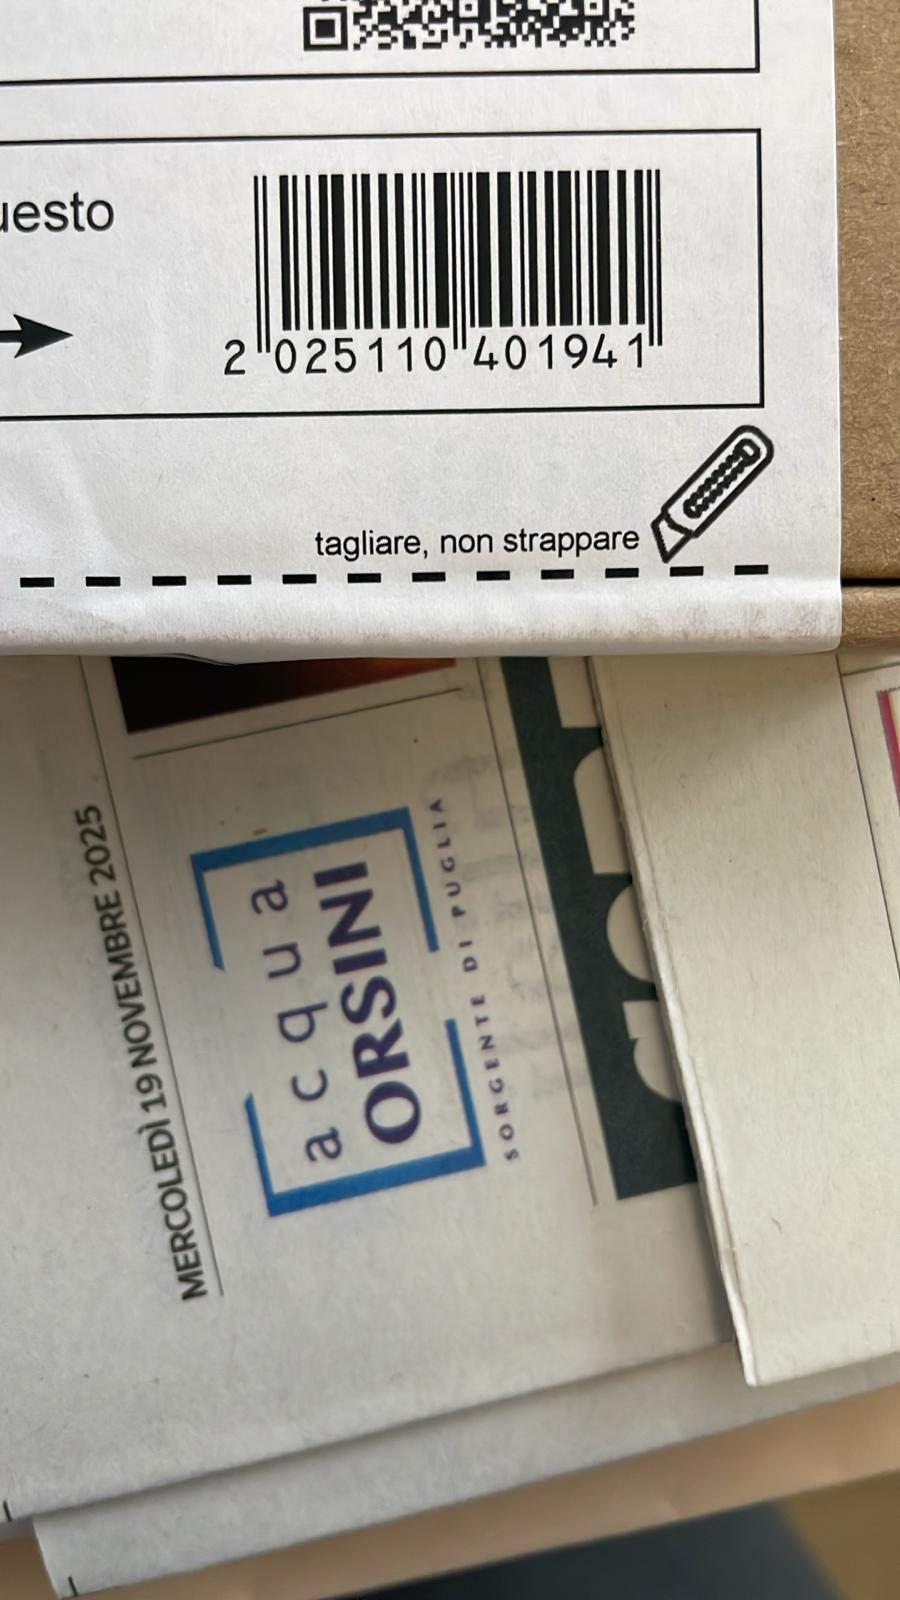 uesto
2 025110 401941
tagliare, non strappare
MERCOLEDÌ 19 NOVEMBRE 2025
acqua
ORSINI
SORGENTE DI PUGLIA